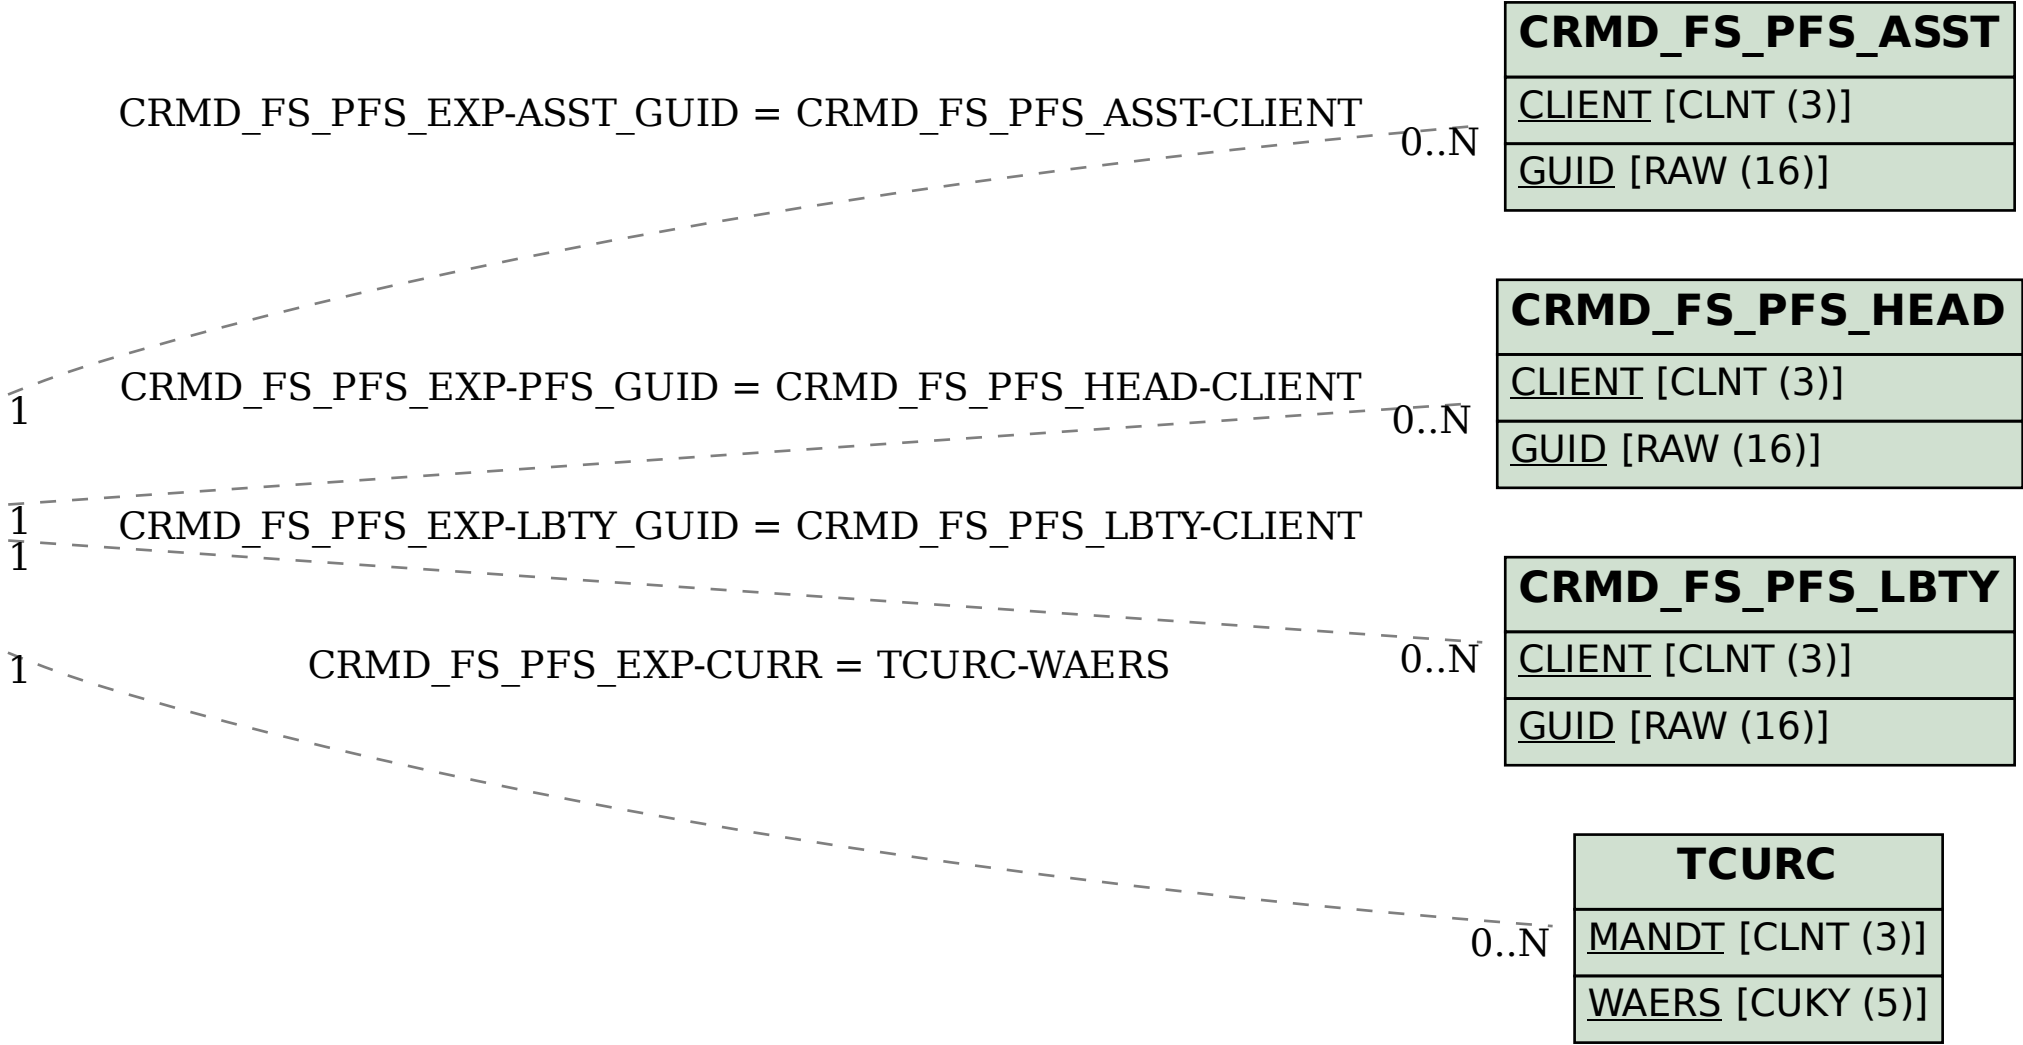 CRMD_FS_PFS_ASST
CLIENT [CLNT (3)]
GUID [RAW (16)]
CRMD_FS_PFS_EXP-ASST_GUID = CRMD_FS_PFS_ASST-CLIENT
0..N
1
CRMD_FS_PFS_HEAD
CLIENT [CLNT (3)]
GUID [RAW (16)]
CRMD_FS_PFS_EXP-PFS_GUID = CRMD_FS_PFS_HEAD-CLIENT
0..N
1
CRMD_FS_PFS_EXP-LBTY_GUID = CRMD_FS_PFS_LBTY-CLIENT
1
0..N
CRMD_FS_PFS_LBTY
CLIENT [CLNT (3)]
GUID [RAW (16)]
CRMD_FS_PFS_EXP-CURR = TCURC-WAERS
1
0..N
TCURC
MANDT [CLNT (3)]
WAERS [CUKY (5)]